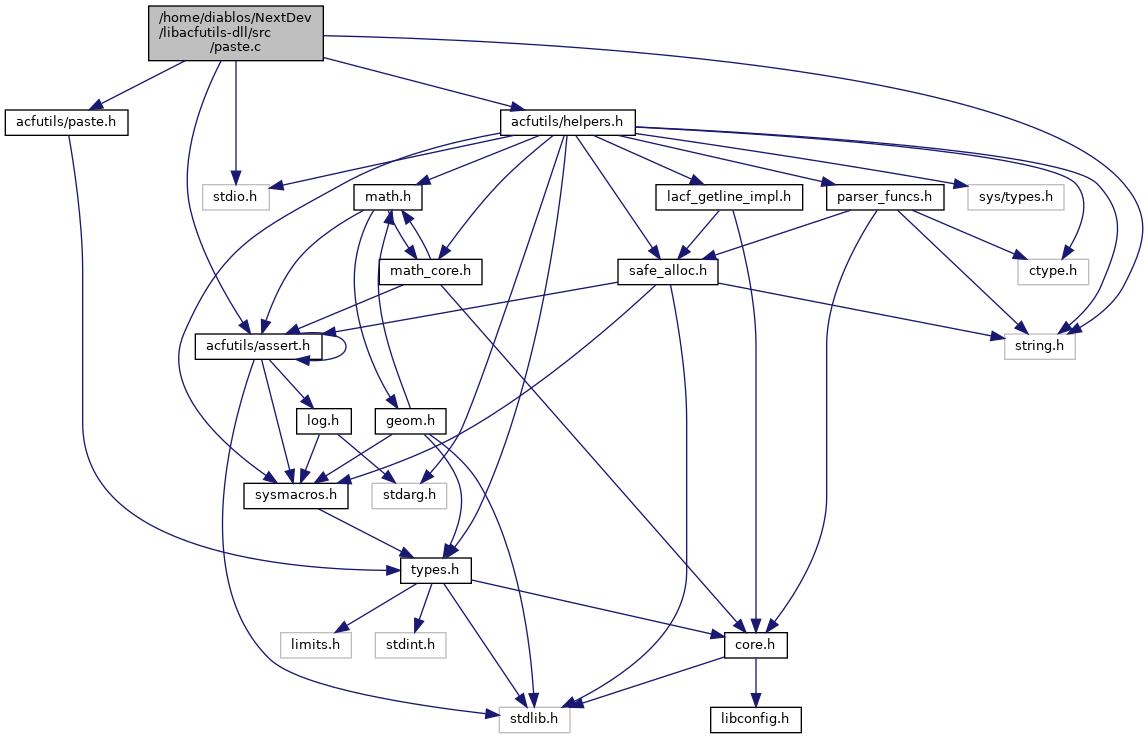 /home/diablos/NextDev
/libacfutils-dll/src
/paste.c
acfutils/paste.h
acfutils/helpers.h
stdio.h
math.h
lacf_getline_impl.h
parser_funcs.h
sys/types.h
math_core.h
safe_alloc.h
ctype.h
acfutils/assert.h
string.h
log.h
geom.h
sysmacros.h
stdarg.h
types.h
limits.h
stdint.h
core.h
stdlib.h
libconfig.h